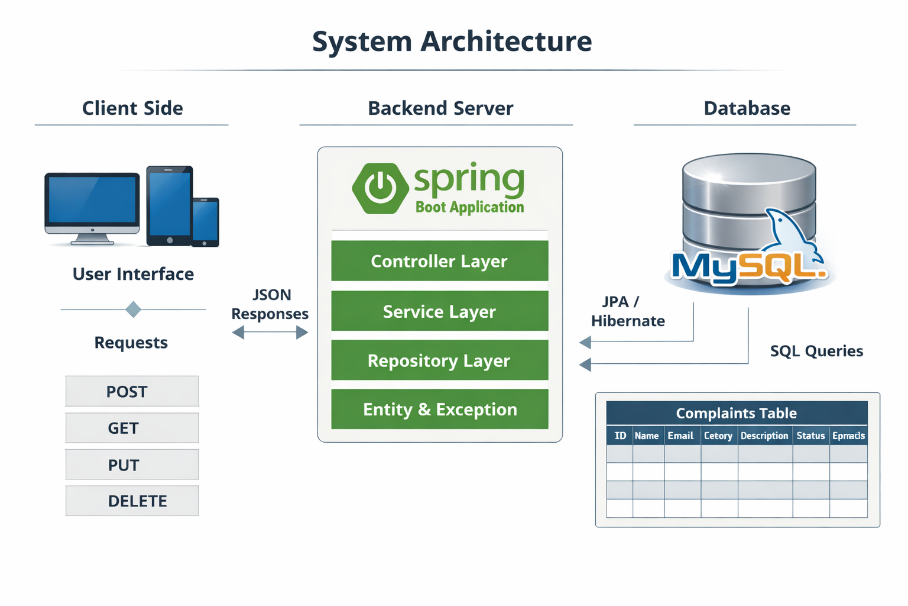 System Architecture
Client Side
Backend Server
Database
spring
Boot Application
Controller Layer
Service Layer
Repository Layer
Entity & Exception
User Interface
Requests
POST
GET
PUT
DELETE
JSON
Responses
MySQL.
JPA /
Hibernate
SQL Queries
Complaints Table
ID Name Email Cetory Description Status Epmacls